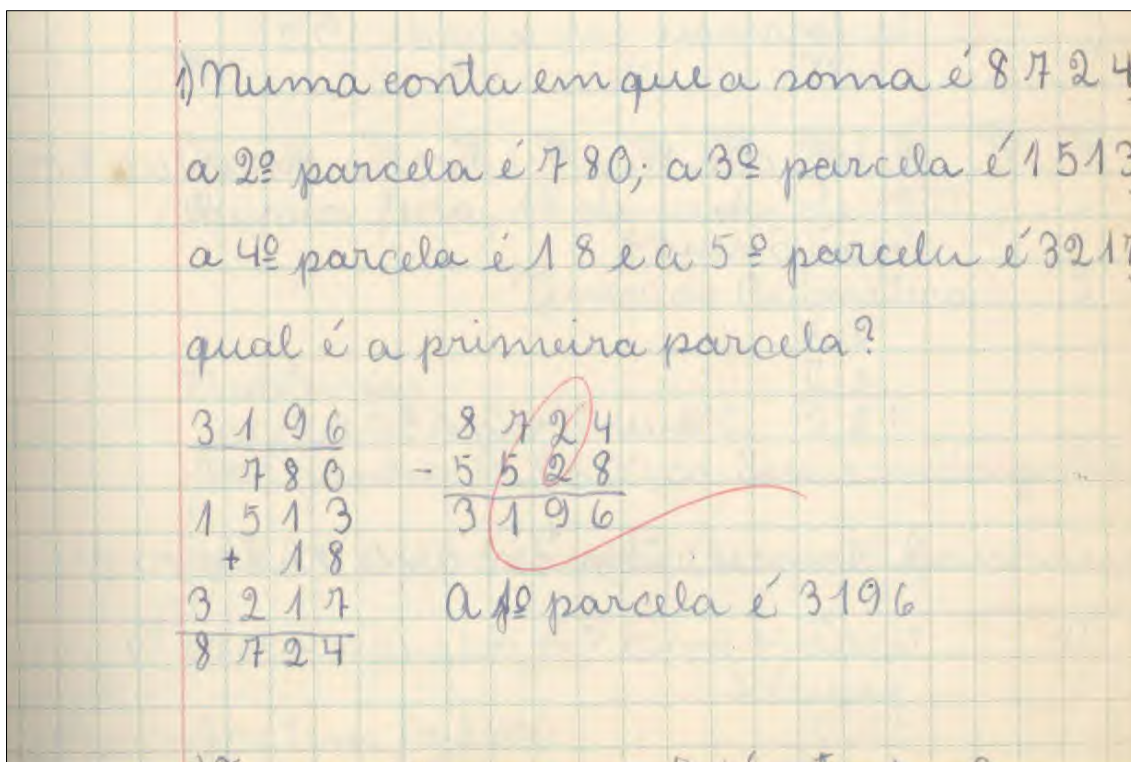 1) Numa conta em que a soma é 8724
a 2º parcela é 780; a 3º parcela é 1513
a 4º parcela é 18 e a 5º parcela é 3217
qual é a primeira parcela?
3196
780
1513
+ 18
3217
8724
8724
- 5528
3196
A 1º parcela é 3196